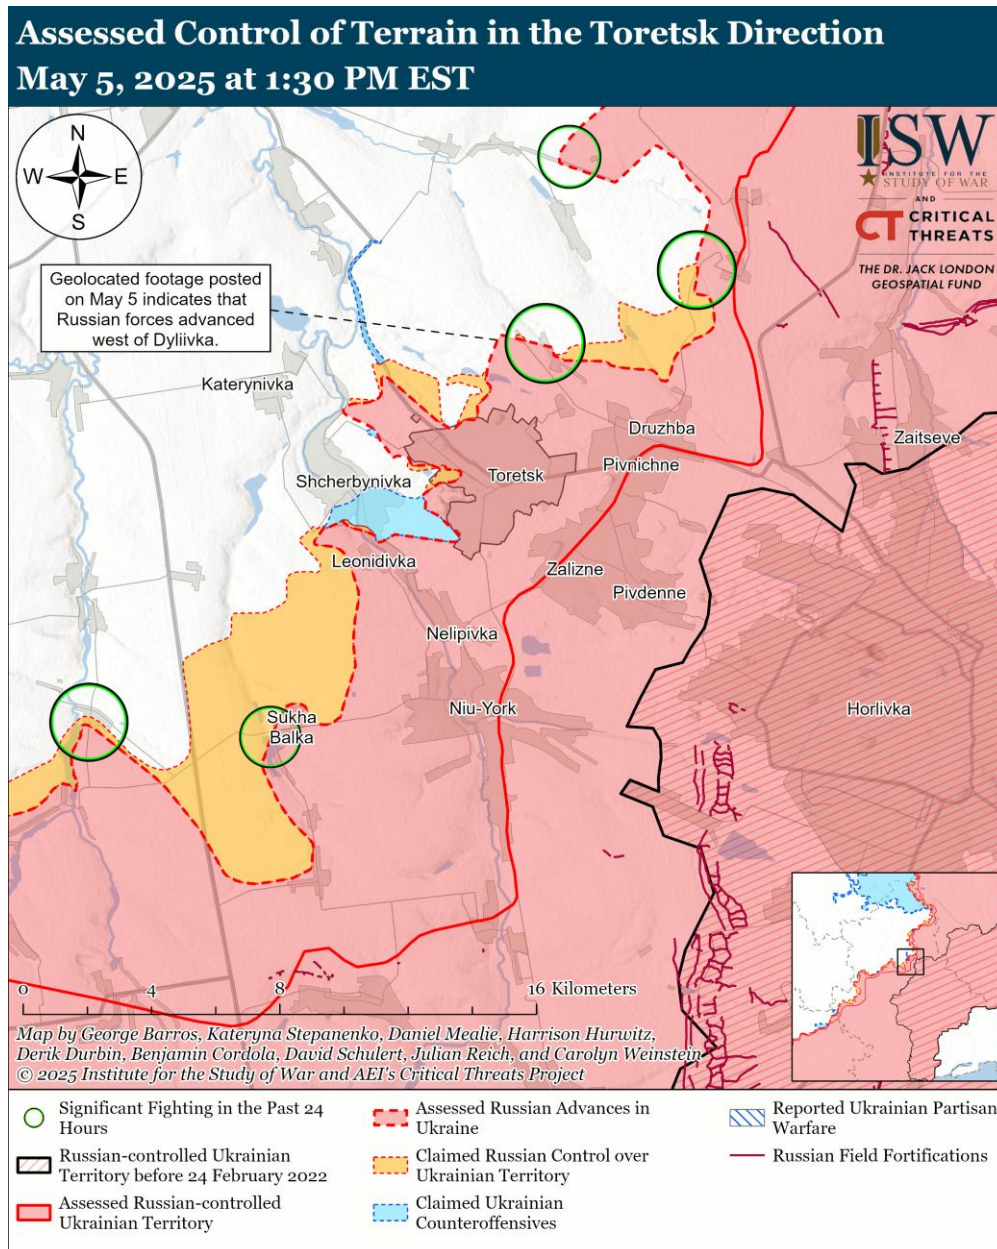 Assessed Control of Terrain in the Toretsk Direction
May 5, 2025 at 1:30 PM EST
N
W E
S
ISW
INSTITUTE FOR THE
STUDY OF WAR
AND
CT CRITICAL
THREATS
THE DR. JACK LONDON
GEOSPATIAL FUND
Geolocated footage posted
on May 5 indicates that
Russian forces advanced
west of Dyliivka.
Katerynivka
Druzhba
Zaitseve
Pivnichne
Toretsk
Shcherbynivka
Leonidivka
Zalizne
Pivdenne
Nelipivka
Niu-York
Horlivka
Sukha
Balka
0 4 8 16 Kilometers
Map by George Barros, Kateryna Stepanenko, Daniel Mealie, Harrison Hurwitz,
Derik Durbin, Benjamin Cordola, David Schulert, Julian Reich, and Carolyn Weinstein
© 2025 Institute for the Study of War and AEI's Critical Threats Project
Significant Fighting in the Past 24
Hours
Russian-controlled Ukrainian
Territory before 24 February 2022
Assessed Russian-controlled
Ukrainian Territory
Assessed Russian Advances in
Ukraine
Claimed Russian Control over
Ukrainian Territory
Claimed Ukrainian
Counteroffensives
Reported Ukrainian Partisan
Warfare
Russian Field Fortifications